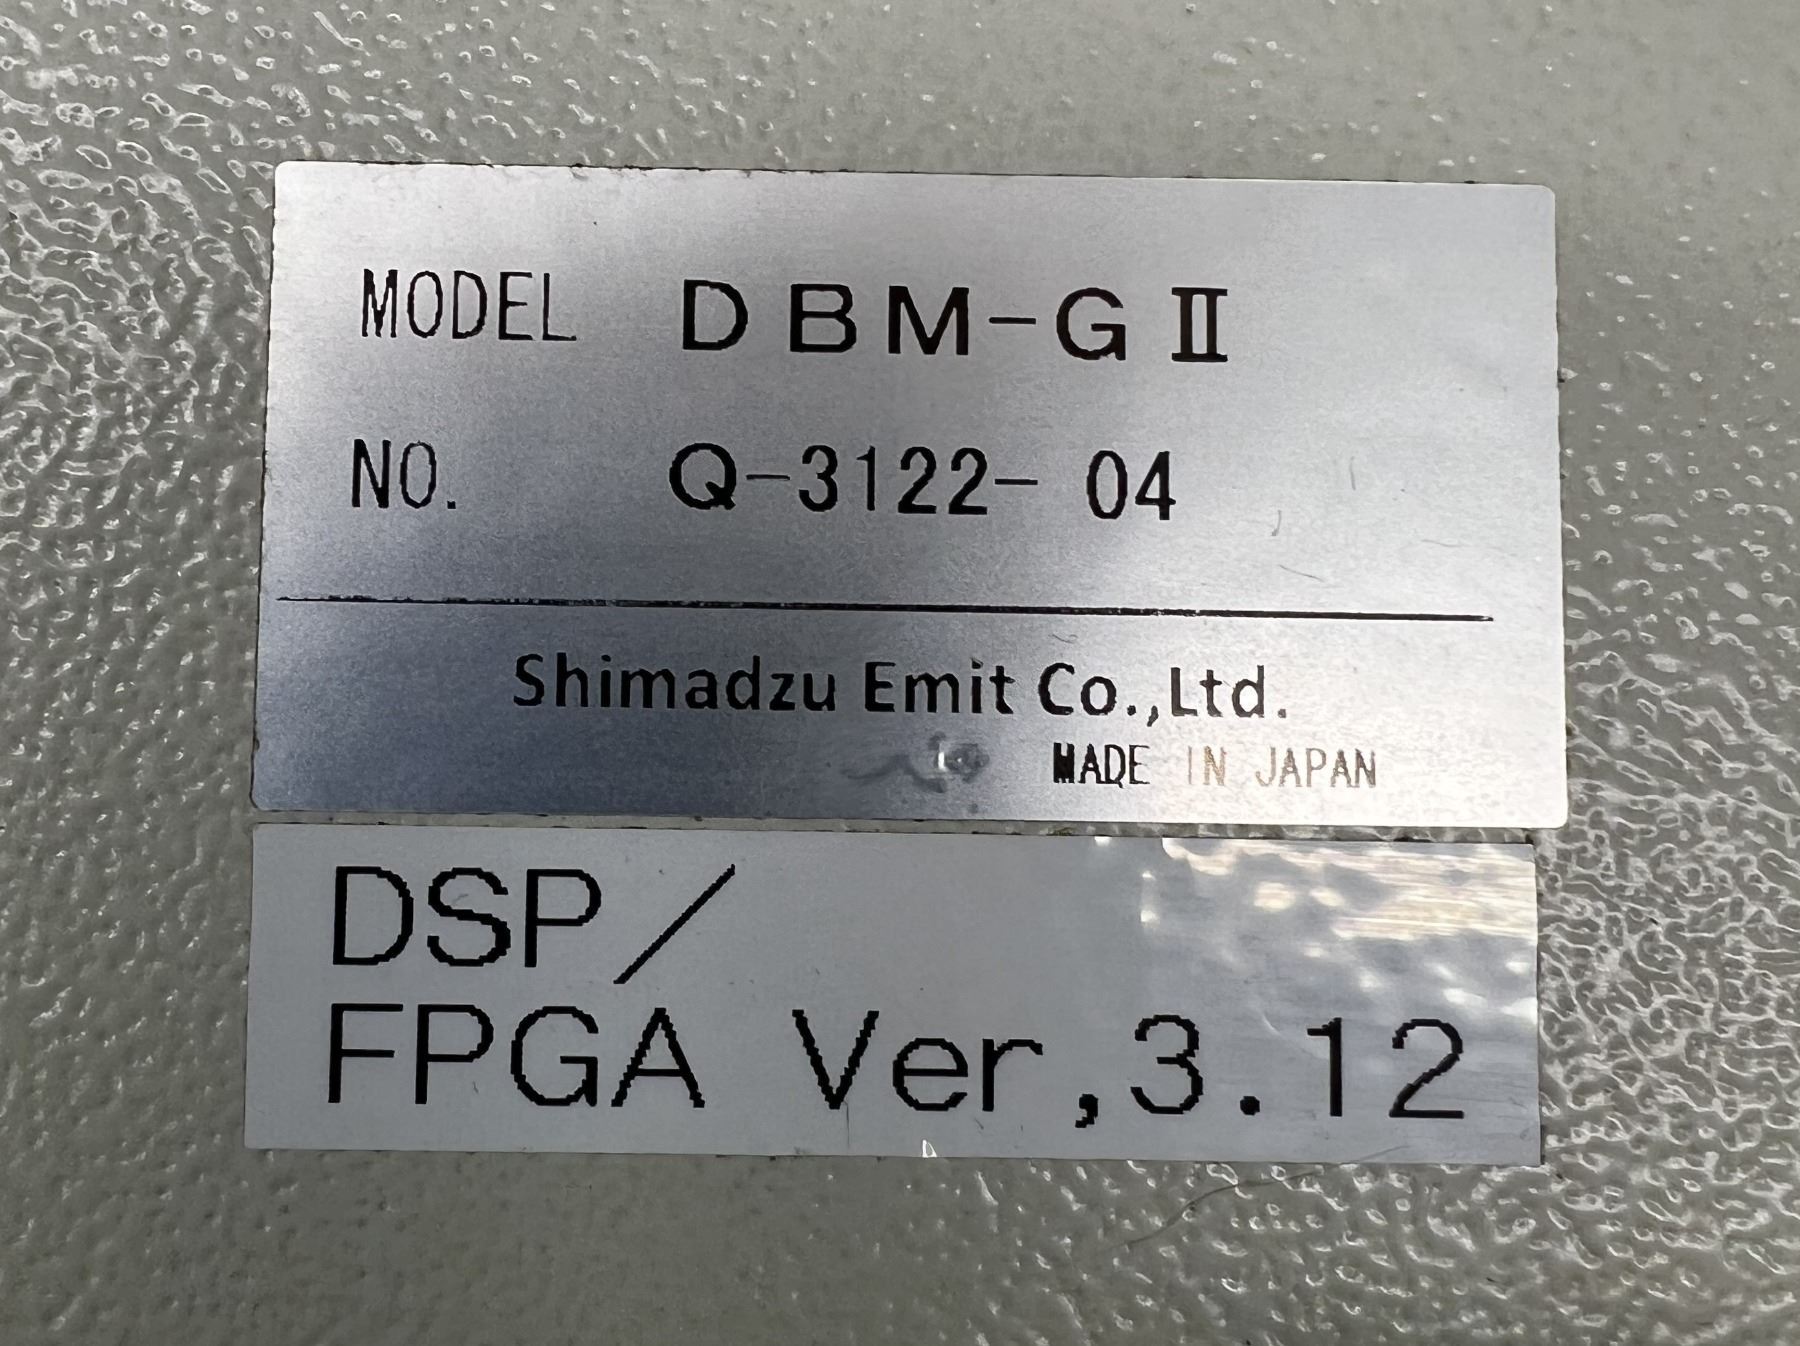 MODEL DBM-GⅡ
NO. Q-3122- 04
Shimadzu Emit Co.,Ltd.
MADE IN JAPAN
DSP/
FPGA Ver,3.12